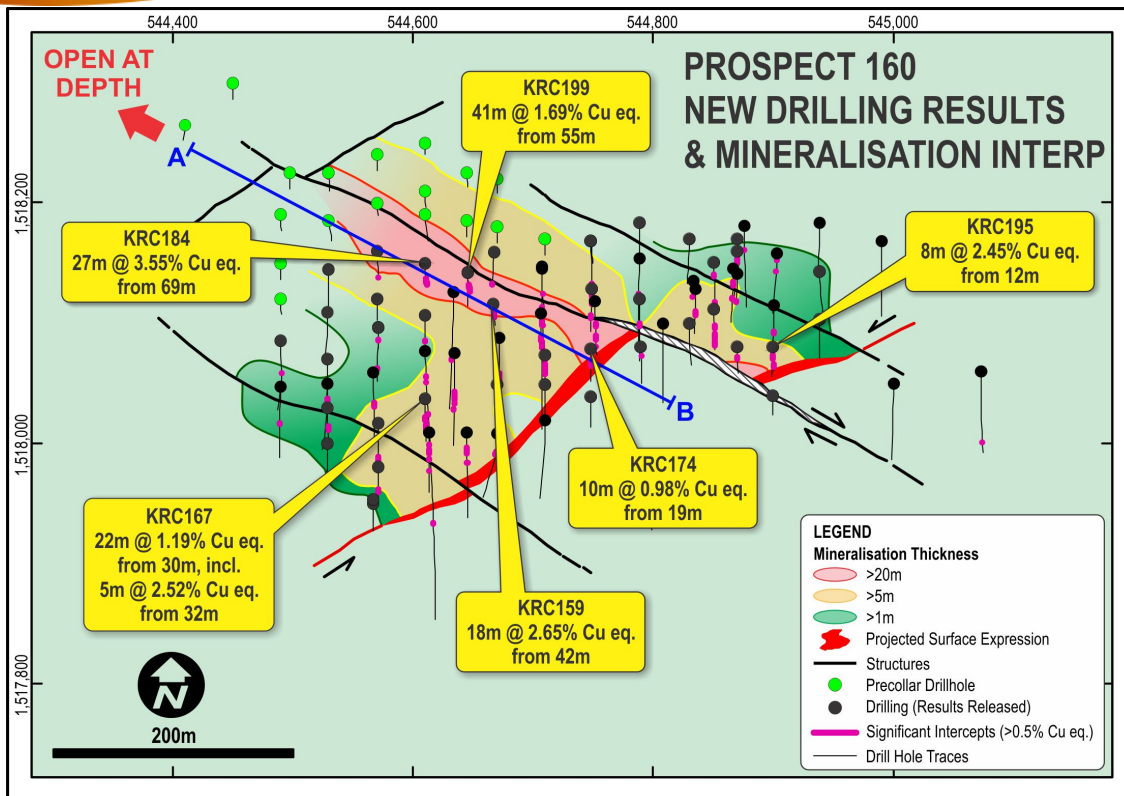 544,400
544,600
544,800
545,000
OPEN AT
DEPTH
PROSPECT 160
NEW DRILLING RESULTS
& MINERALISATION INTERP
KRC199
41m @ 1.69% Cu eq.
from 55m
A
1,518,200
KRC184
27m @ 3.55% Cu eq.
from 69m
KRC195
8m @ 2.45% Cu eq.
from 12m
B
1,518,000
KRC174
10m @ 0.98% Cu eq.
from 19m
KRC167
22m @ 1.19% Cu eq.
from 30m, incl.
5m @ 2.52% Cu eq.
from 32m
KRC159
18m @ 2.65% Cu eq.
from 42m
1,517,800
N
200m
LEGEND
Mineralisation Thickness
>20m
>5m
>1m
Projected Surface Expression
Structures
Precollar Drillhole
Drilling (Results Released)
Significant Intercepts (>0.5% Cu eq.)
Drill Hole Traces